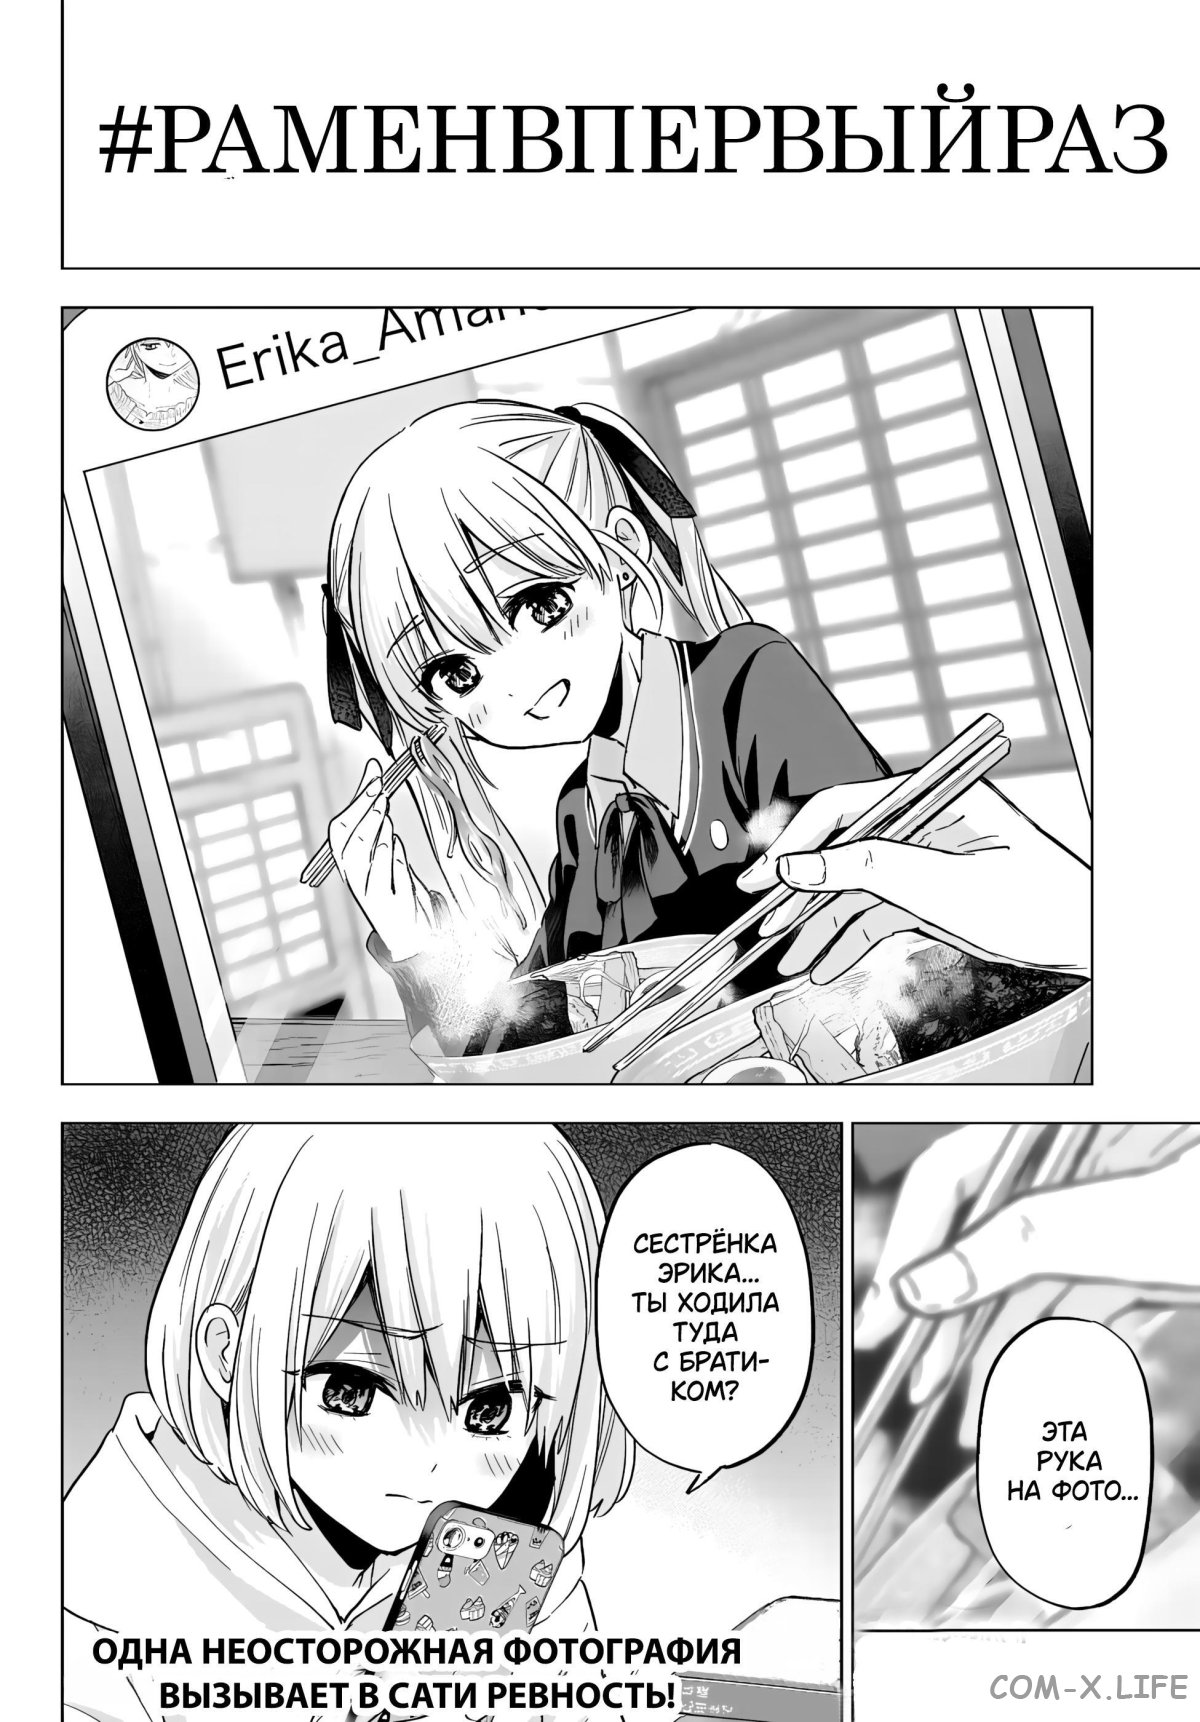 #РАМЕНВПЕРВЫЙРАЗ
Erika_Aman
ЭТА
РУКА
НА ФОТО...
СЕСТРЁНКА
ЭРИКА...
ТЫ ХОДИЛА
ТУДА
С БРАТИ-
КОМ?
ОДНА НЕОСТОРОЖНАЯ ФОТОГРАФИЯ
ВЫЗЫВАЕТ В САТИ РЕВНОСТЬ!
COM-X.LIFE